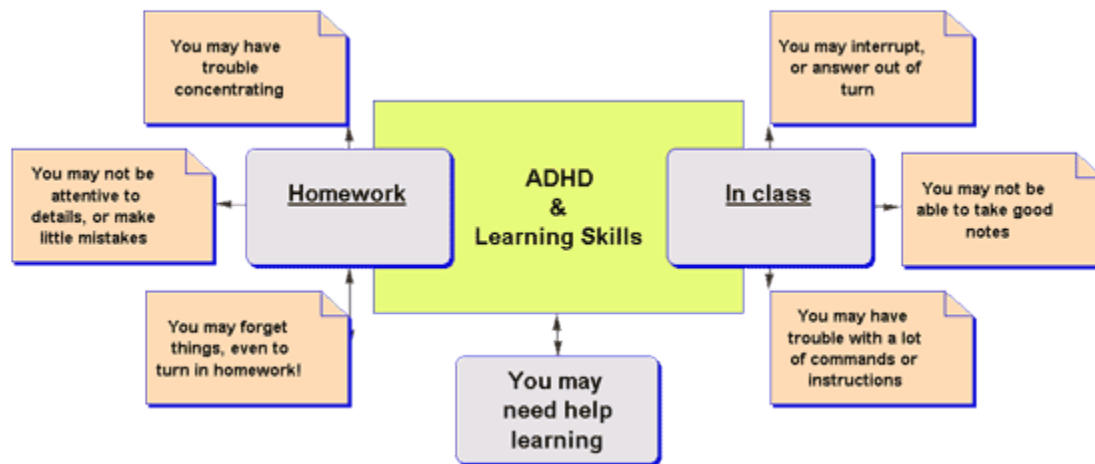 You may have
trouble
concentrating
You may interrupt,
or answer out of
turn
You may not be
attentive to
details, or make
little mistakes
Homework
ADHD
&
Learning Skills
In class
You may not be
able to take good
notes
You may forget
things, even to
turn in homework!
You may have
trouble with a lot
of commands or
instructions
You may
need help
learning